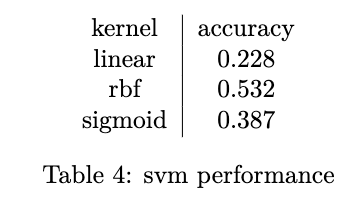 kernel accuracy
linear 0.228
rbf 0.532
sigmoid 0.387
Table 4: svm performance